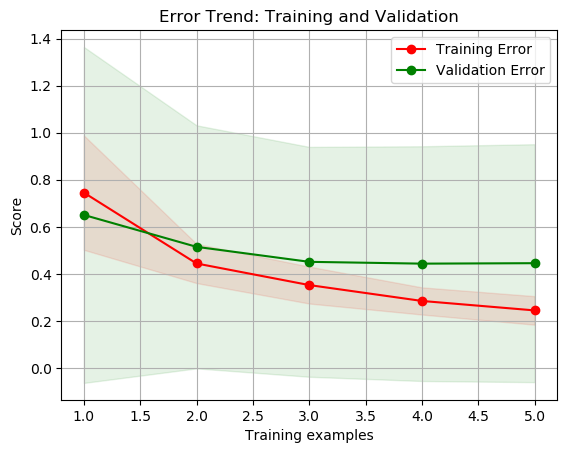 Error Trend: Training and Validation
Training Error
Validation Error
Score
1.4
1.2
1.0
0.8
0.6
0.4
0.2
0.0
1.0 1.5 2.0 2.5 3.0 3.5 4.0 4.5 5.0
Training examples